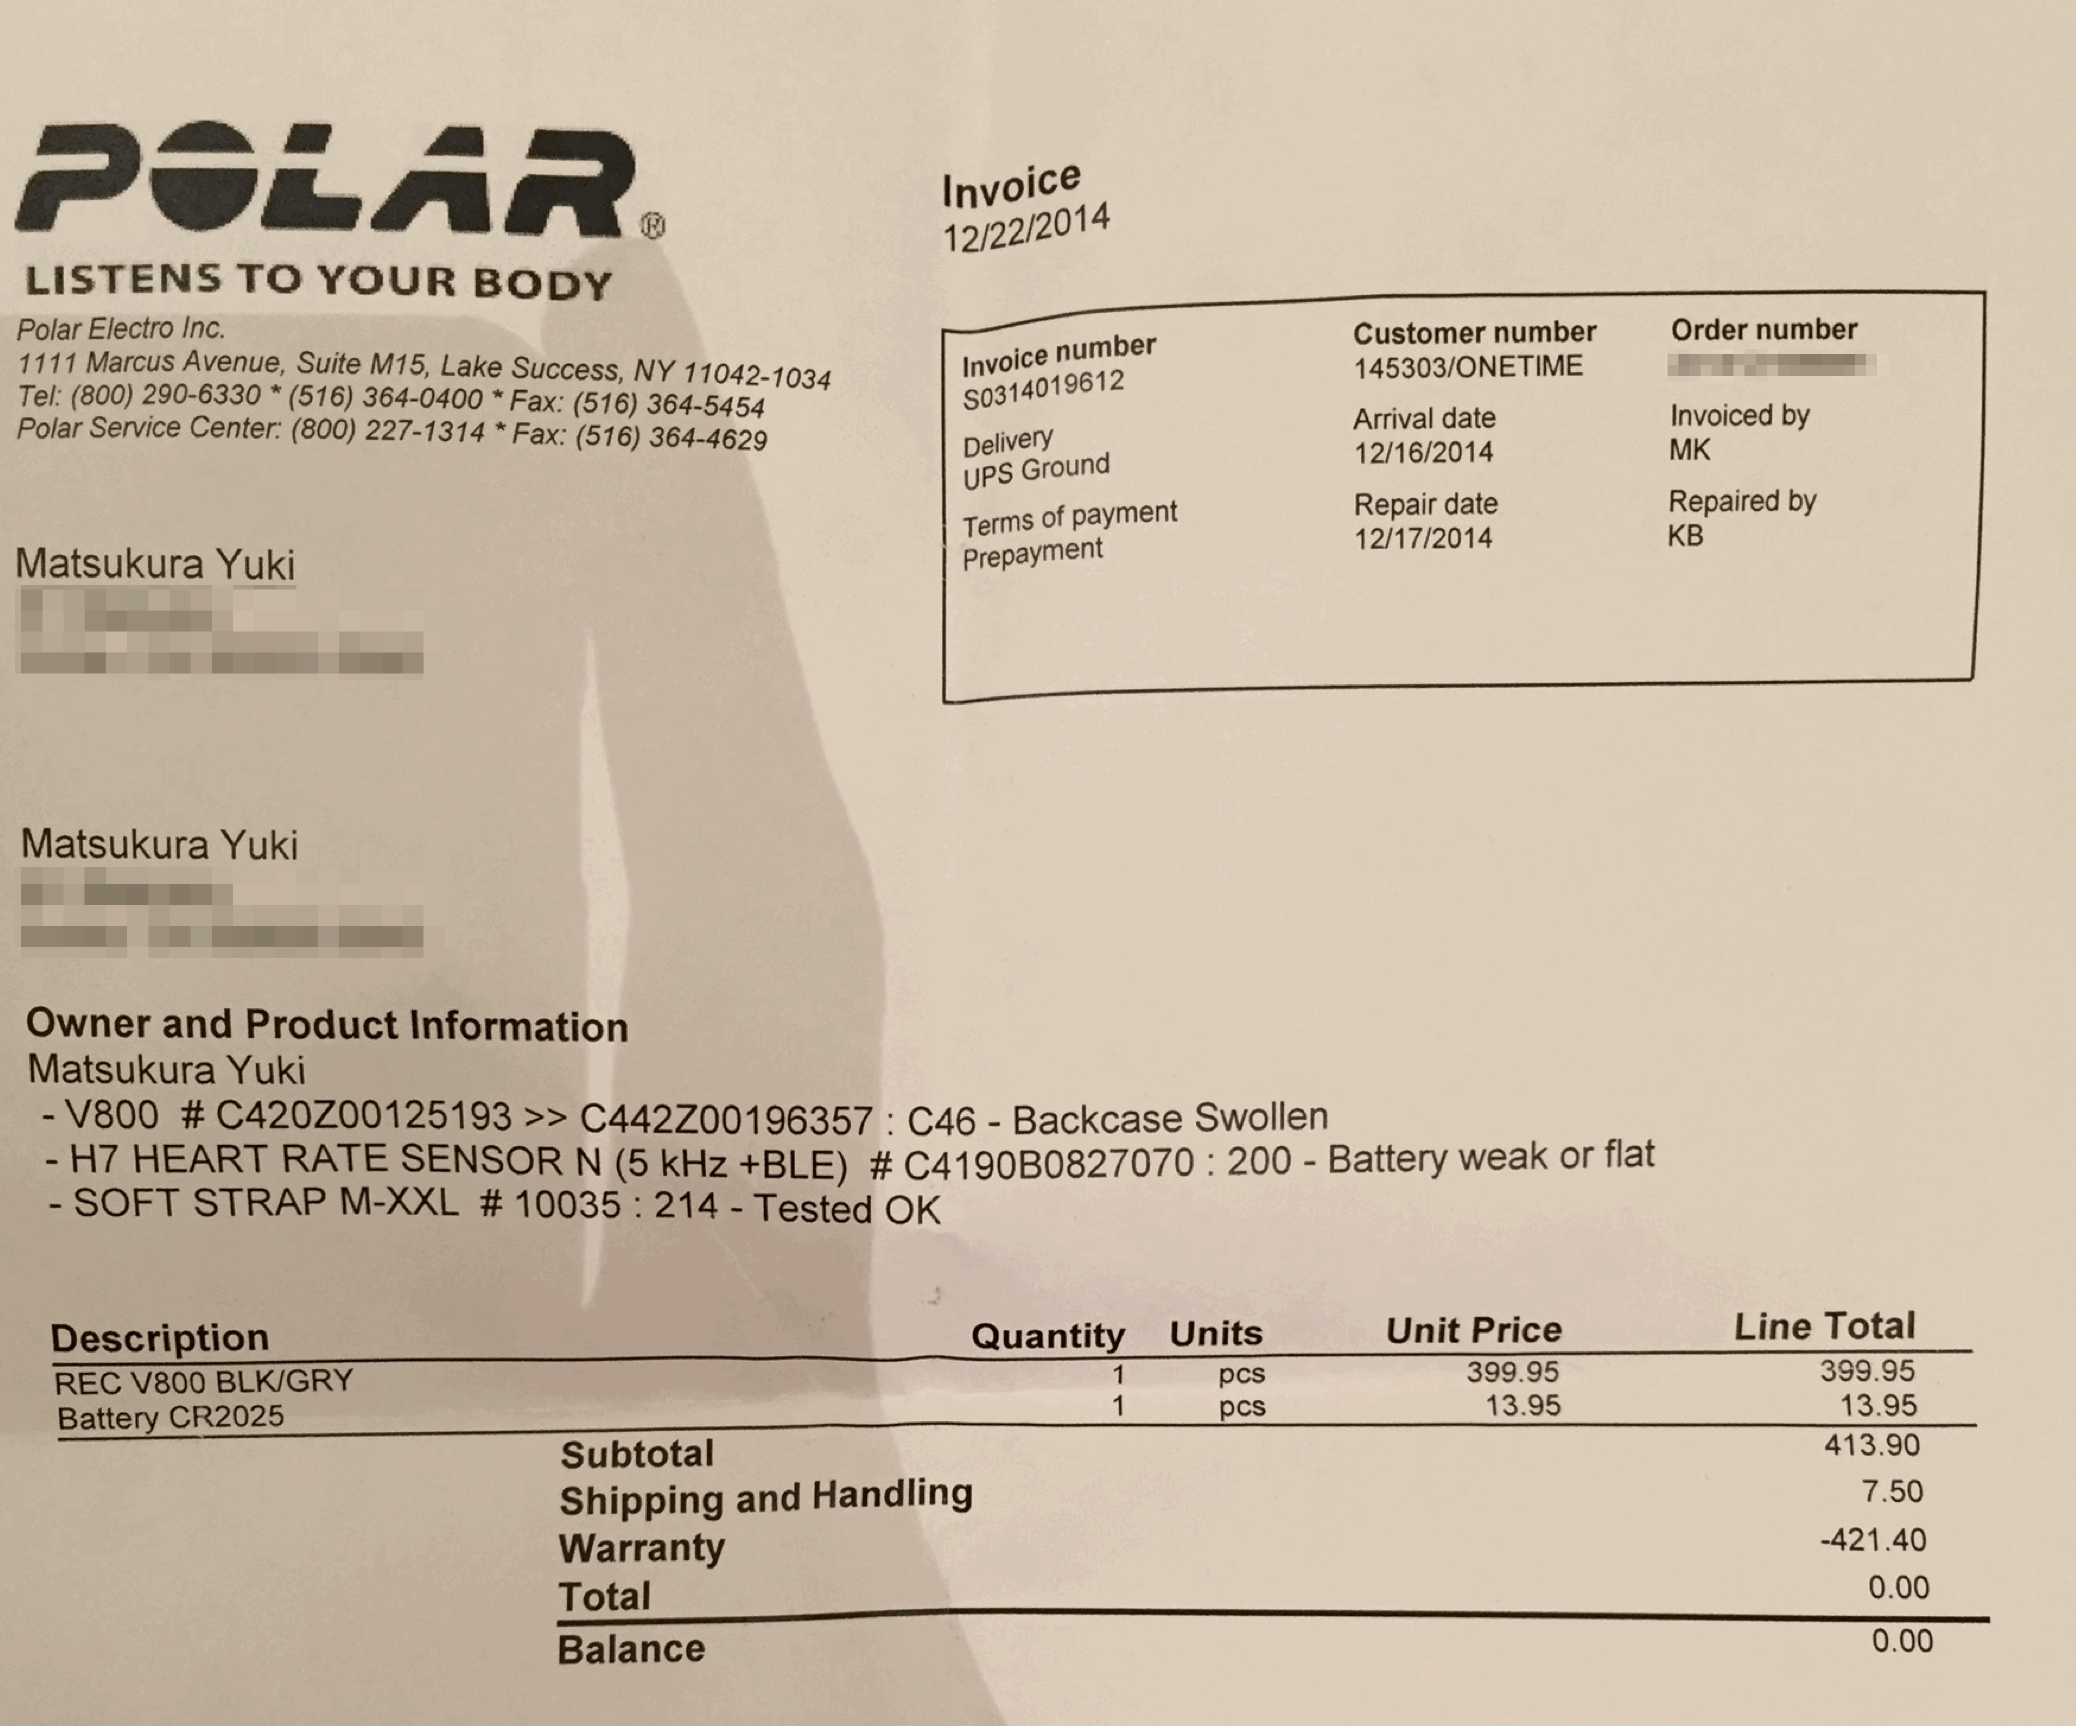 POLAR®
LISTENS TO YOUR BODY
Polar Electro Inc.
1111 Marcus Avenue, Suite M15, Lake Success, NY 11042-1034
Tel: (800) 290-6330 * (516) 364-0400 * Fax: (516) 364-5454
Polar Service Center: (800) 227-1314 * Fax: (516) 364-4629
Invoice
12/22/2014
Invoice number
S0314019612
Delivery
UPS Ground
Terms of payment
Prepayment
Customer number
145303/ONETIME
Arrival date
12/16/2014
Repair date
12/17/2014
Order number
Invoiced by
MK
Repaired by
KB
Matsukura Yuki
Matsukura Yuki
Owner and Product Information
Matsukura Yuki
- V800 # C420Z00125193 >> C442Z00196357 : C46 - Backcase Swollen
- H7 HEART RATE SENSOR N (5 kHz +BLE) # C4190B0827070 : 200 - Battery weak or flat
- SOFT STRAP M-XXL # 10035 : 214 - Tested OK
Description Quantity Units Unit Price Line Total
REC V800 BLK/GRY 1 pcs 399.95 399.95
Battery CR2025 1 pcs 13.95 13.95
Subtotal 413.90
Shipping and Handling 7.50
Warranty -421.40
Total 0.00
Balance 0.00